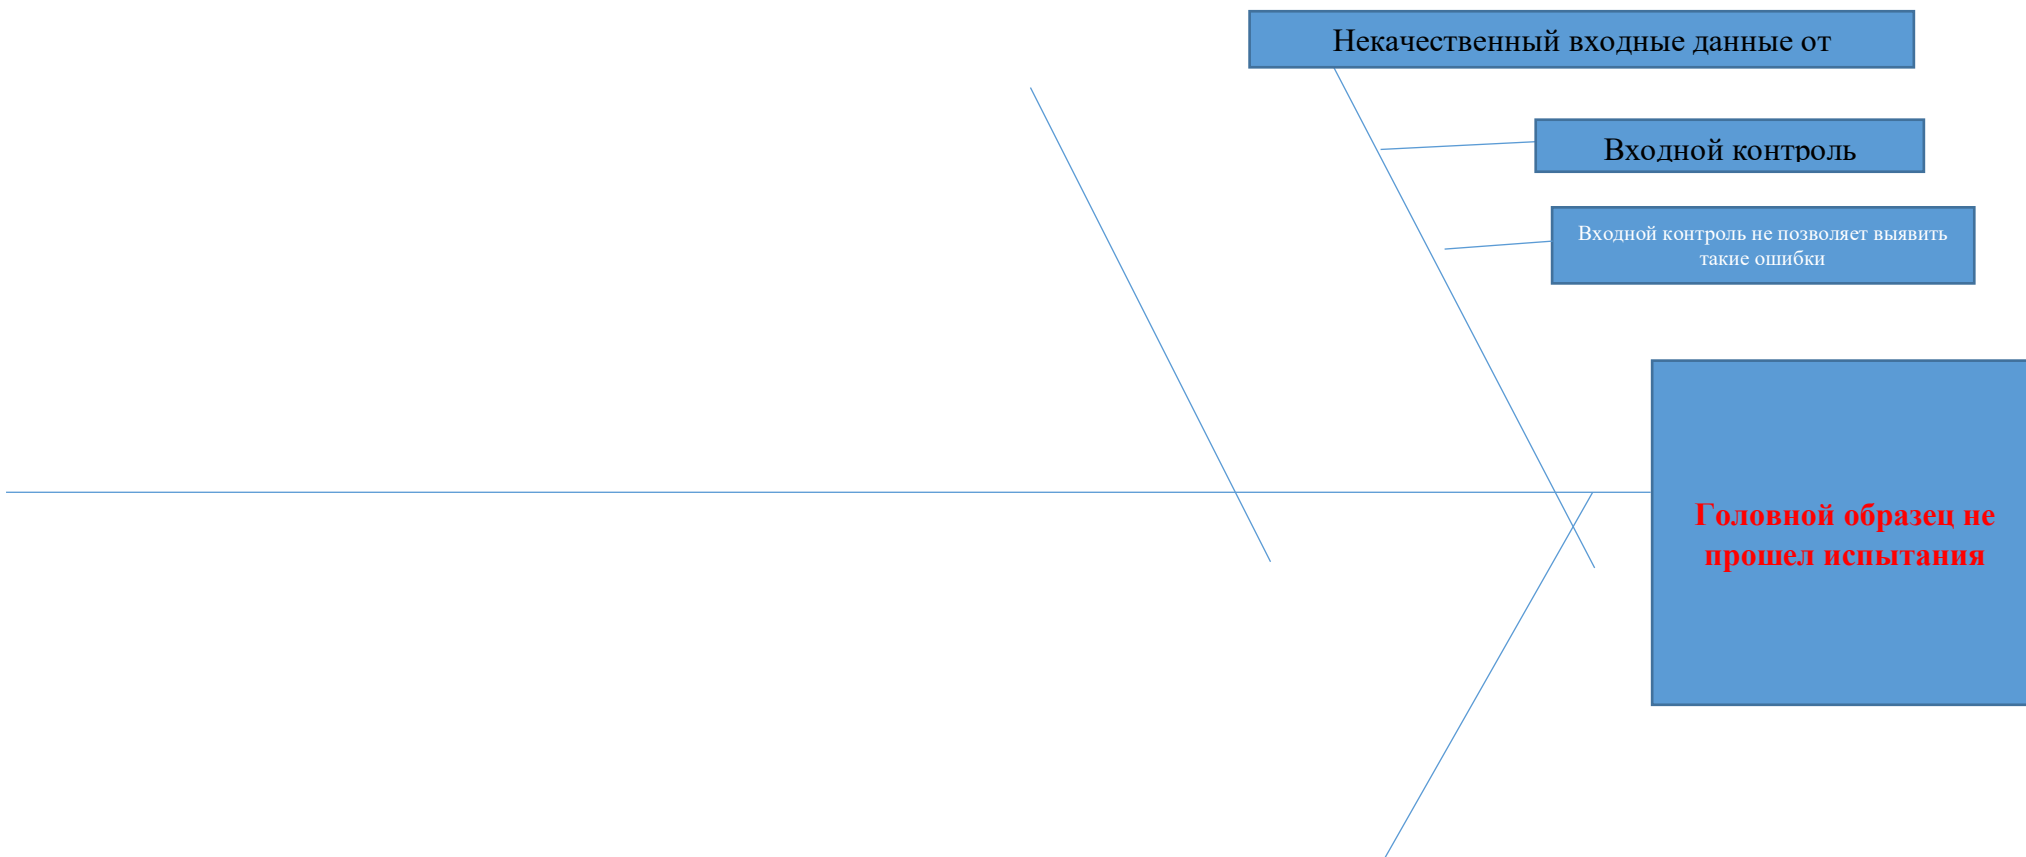 Некачественный входные данные от
Входной контроль
Входной контроль не позволяет выявить
такие ошибки
Головной образец не
прошел испытания